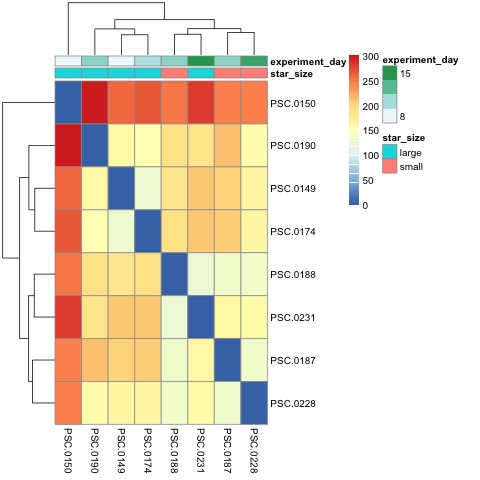 experiment_day
star_size
PSC.0150
PSC.0190
PSC.0149
PSC.0174
PSC.0188
PSC.0231
PSC.0187
PSC.0228
PSC.0150
PSC.0190
PSC.0149
PSC.0174
PSC.0188
PSC.0231
PSC.0187
PSC.0228
300
250
200
150
100
50
0
experiment_day
15
8
star_size
large
small